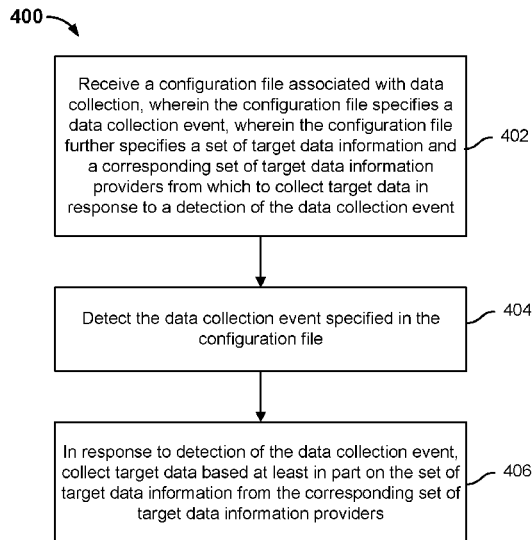 400
Receive a configuration file associated with data
collection, wherein the configuration file specifies a
data collection event, wherein the configuration file
further specifies a set of target data information and
a corresponding set of target data information
providers from which to collect target data in
response to a detection of the data collection event
402
Detect the data collection event specified in the
configuration file
404
In response to detection of the data collection event,
collect target data based at least in part on the set of
target data information from the corresponding set of
target data information providers
406